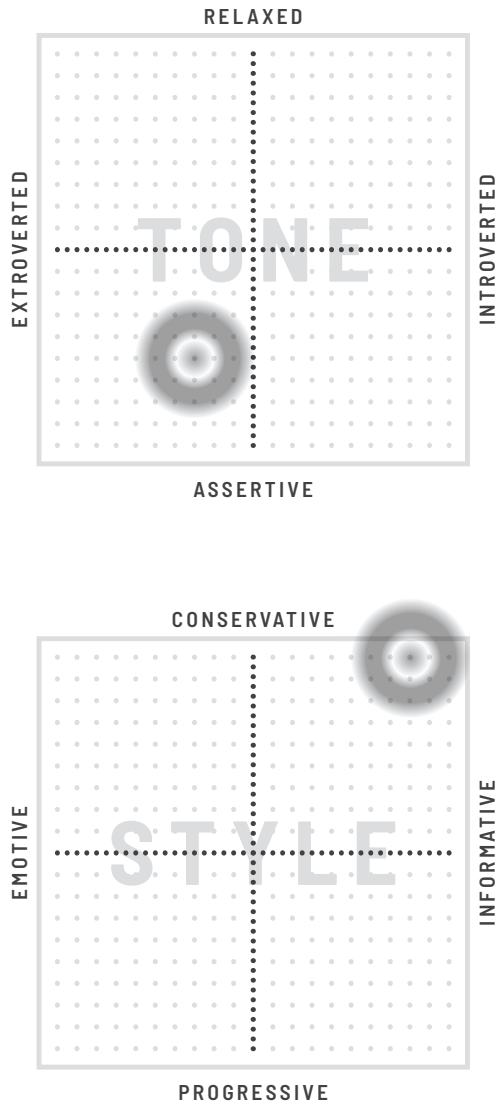 RELAXED
EXTROVERTED
TONE
INTROVERTED
ASSERTIVE
CONSERVATIVE
EMOTIVE
STYLE
INFORMATIVE
PROGRESSIVE